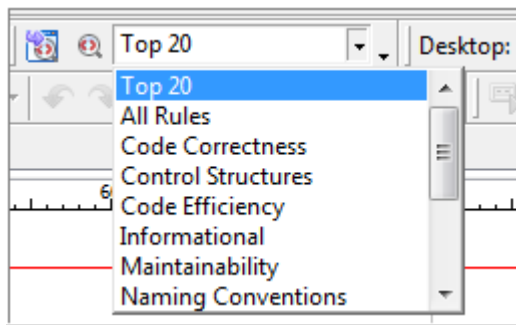 Top 20
Desktop:
Top 20
All Rules
Code Correctness
Control Structures
Code Efficiency
Informational
Maintainability
Naming Conventions